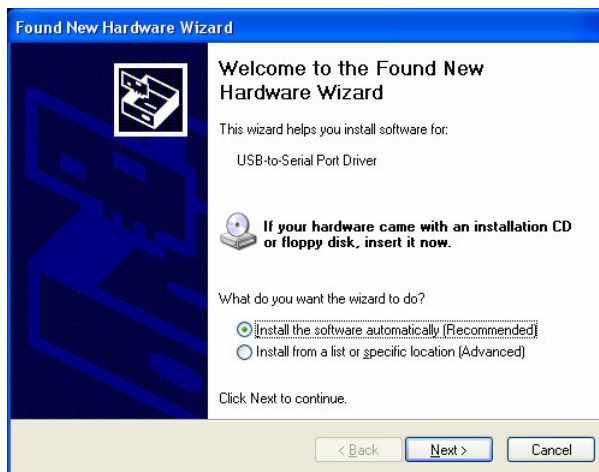 Found New Hardware Wizard
Welcome to the Found New
Hardware Wizard
This wizard helps you install software for:
USB-to-Serial Port Driver
If your hardware came with an installation CD
or floppy disk, insert it now.
What do you want the wizard to do?
Install the software automatically (Recommended)
Install from a list or specific location (Advanced)
Click Next to continue.
< Back
Next >
Cancel